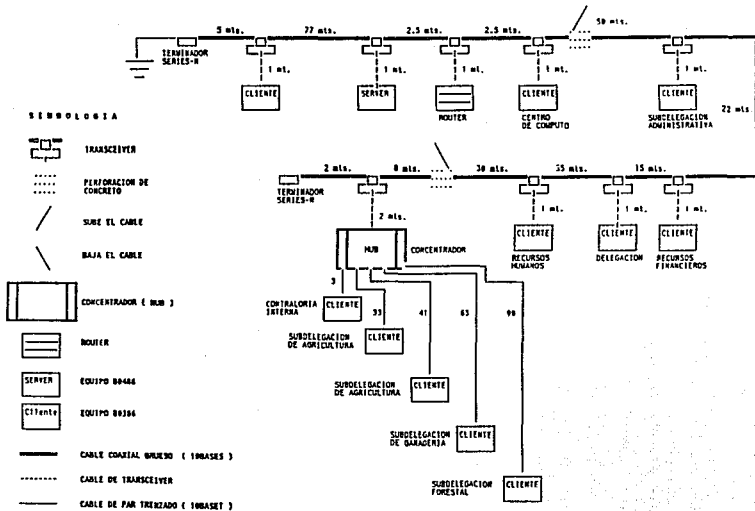 5 mts. 77 mts. 2.5 mts. 2.5 mts. 50 mts.
TERMINADOR
SERIES-N
1 mt. 1 mt. 1 mt. 1 mt. 1 mt.
CLIENTE SERVER ROUTER CLIENTE CLIENTE
CENTRO
DE COMPUTO
SUBDELEGACION
ADMINISTRATIVA
22 mts.
2 mts. 8 mts. 30 mts. 35 mts. 15 mts.
TERMINADOR
SERIES-N
2 mts. 1 mt. 1 mt. 1 mt.
HUB CONCENTRADOR
CLIENTE CLIENTE CLIENTE
RECURSOS
HUMANOS
DELEGACION
RECURSOS
FINANCIEROS
3 33 41 63 99
CONTRALORIA
INTERNA
CLIENTE
SUBDELEGACION
DE AGRICULTURA
CLIENTE
SUBDELEGACION
DE AGRICULTURA
CLIENTE
SUBDELEGACION
DE GANADERIA
CLIENTE
SUBDELEGACION
FORESTAL
CLIENTE
SIMBOLOGIA
TRANSCEIVER
PERFORACION DE
CONCRETO
SUBE EL CABLE
BAJA EL CABLE
CONCENTRADOR ( HUB )
ROUTER
SERVER EQUIPO 80486
Cliente EQUIPO 80386
CABLE COAXIAL GRUESO ( 10BASE5 )
CABLE DE TRANSCEIVER
CABLE DE PAR TRENZADO ( 10BASET )